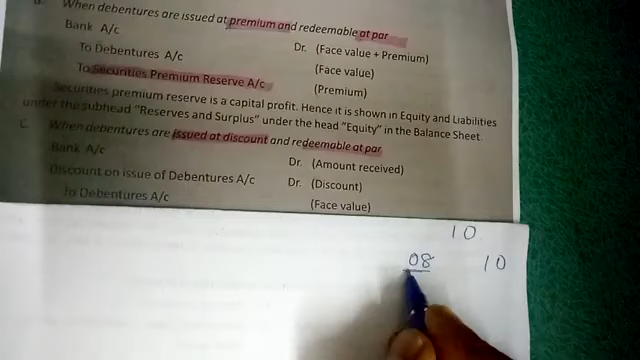 When debentures are issued at premium and redeemable at par
Bank A/c Dr. (Face value + Premium)
To Debentures A/c (Face value)
To Securities Premium Reserve A/c (Premium)
Securities premium reserve is a capital profit. Hence it is shown in Equity and Liabilities
under the subhead "Reserves and Surplus" under the head "Equity" in the Balance Sheet.
C. When debentures are issued at discount and redeemable at par
Bank A/c Dr. (Amount received)
Discount on issue of Debentures A/c Dr. (Discount)
To Debentures A/c (Face value)
10
08 10